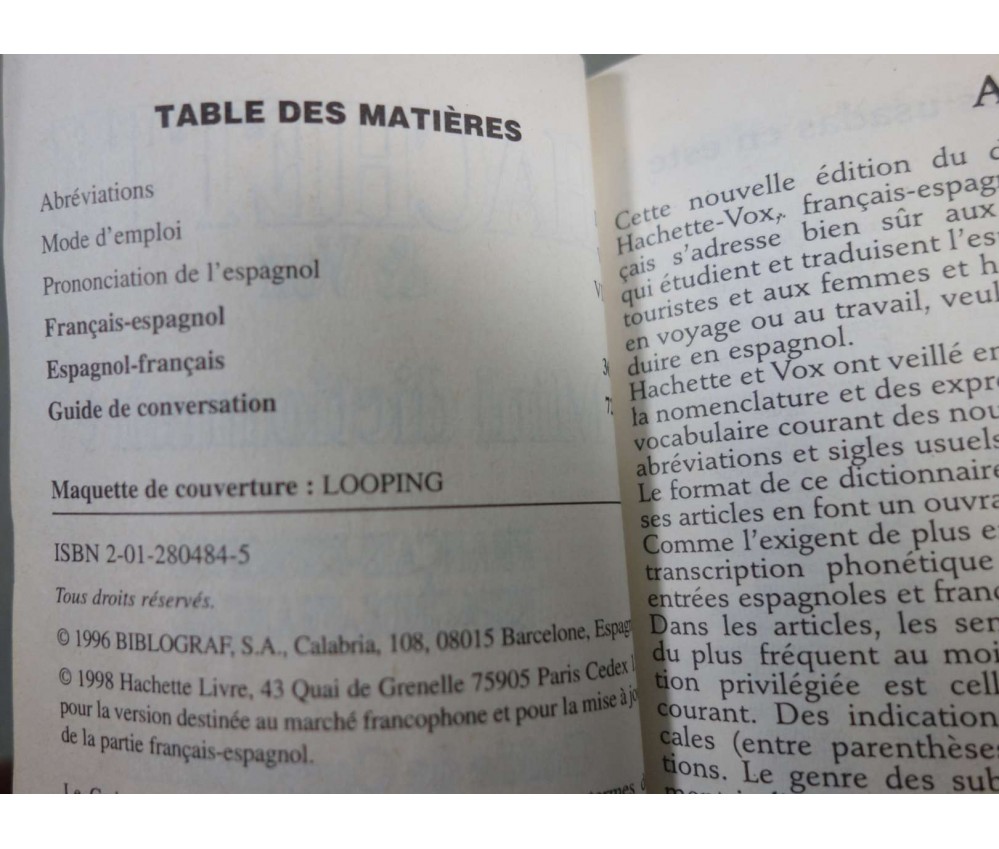 TABLE DES MATIÈRES
Abréviations
Mode d'emploi
Prononciation de l'espagnol
Français-espagnol
Espagnol-français
Guide de conversation
Maquette de couverture : LOOPING
ISBN 2-01-280484-5
Tous droits réservés.
© 1996 BIBLOGRAF, S.A., Calabria, 108, 08015 Barcelone,
© 1998 Hachette Livre, 43 Quai de Grenelle 75905 Paris Cedex
pour la version destinée au marché francophone et pour la mise à
de la partie français-espagnol.
Cette nouvelle édition du
Hachette-Vox, français-espagn
çais s'adresse bien sûr aux
qui étudient et traduisent l'es
touristes et aux femmes et h
en voyage ou au travail, veul
duire en espagnol.
Hachette et Vox ont veillé en
la nomenclature et des expre
vocabulaire courant des nou
abréviations et sigles usuels
Le format de ce dictionnaire
ses articles en font un ouvra
Comme l'exigent de plus e
transcription phonétique
entrées espagnoles et franç
Dans les articles, les sen
du plus fréquent au moi
tion privilégiée est cell
courant. Des indication
cales (entre parenthèses
tions. Le genre des sub